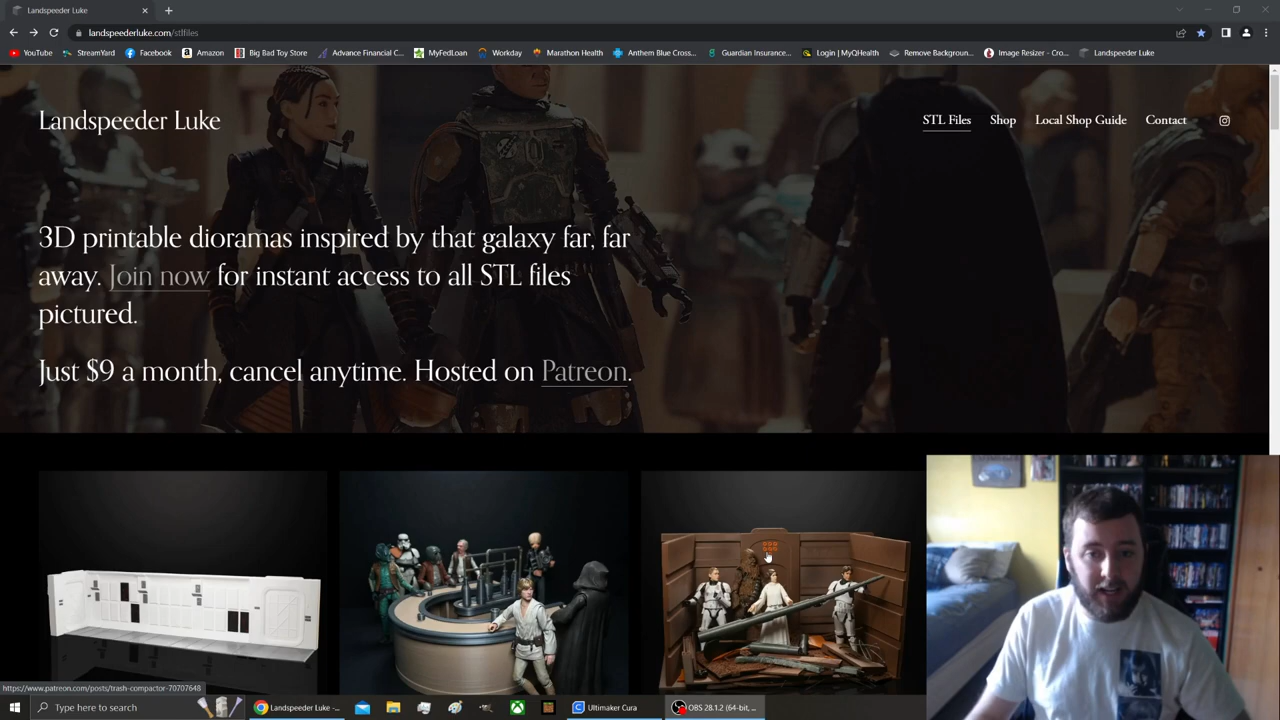 Landspeeder Luke
landspeederluke.com/stlfiles
YouTube StreamYard Facebook Amazon Big Bad Toy Store Advance Financial C... MyFedLoan Workday Marathon Health Anthem Blue Cross... Guardian Insurance... Login | MyQHealth Remove Backgroun... Image Resizer - Cro... Landspeeder Luke
Landspeeder Luke
STL Files Shop Local Shop Guide Contact
3D printable dioramas inspired by that galaxy far, far
away. Join now for instant access to all STL files
pictured.
Just $9 a month, cancel anytime. Hosted on Patreon.
https://www.patreon.com/posts/trash-compactor-70707648
Type here to search
Landspeeder Luke -...
Ultimaker Cura
OBS 28.1.2 (64-bit, ...